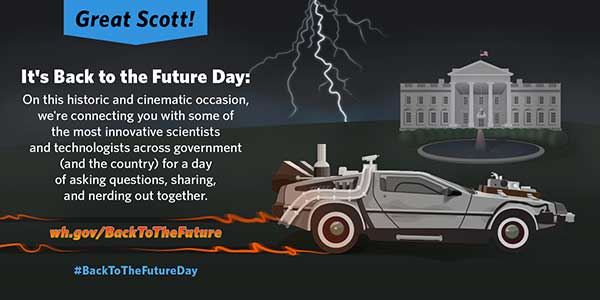 Great Scott!
It's Back to the Future Day:
On this historic and cinematic occasion,
we're connecting you with some of
the most innovative scientists
and technologists across government
(and the country) for a day
of asking questions, sharing,
and nerding out together.
wh.gov/BackToTheFuture
#BackToTheFutureDay